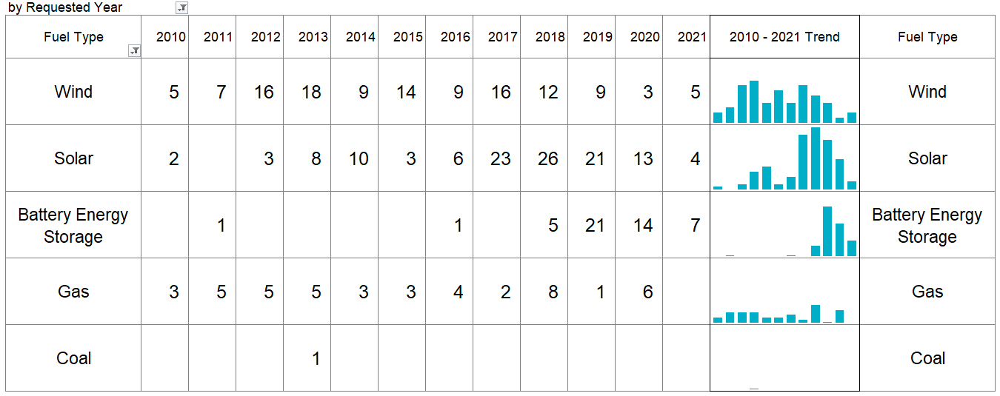 by Requested Year
Fuel Type 2010 2011 2012 2013 2014 2015 2016 2017 2018 2019 2020 2021 2010 - 2021 Trend Fuel Type
Wind 5 7 16 18 9 14 9 16 12 9 3 5 Wind
Solar 2 3 8 10 3 6 23 26 21 13 4 Solar
Battery Energy Storage 1 1 5 21 14 7 Battery Energy Storage
Gas 3 5 5 5 3 3 4 2 8 1 6 Gas
Coal 1 Coal